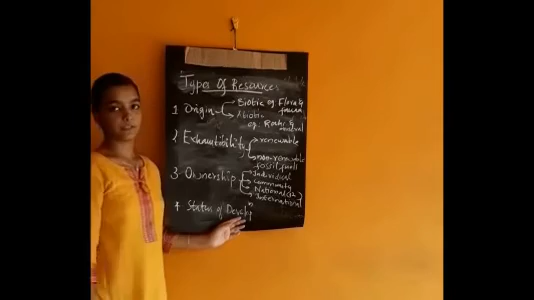 Types Of Resources
1 Origin → Biotic eg Flora & fauna
→ Abiotic eg. Rocks & mineral
2 Exhaustibility → renewable
→ non-renewable fossil fuels
3. Ownership → Individual
→ Community
→ National
→ International
4 Status of Develop